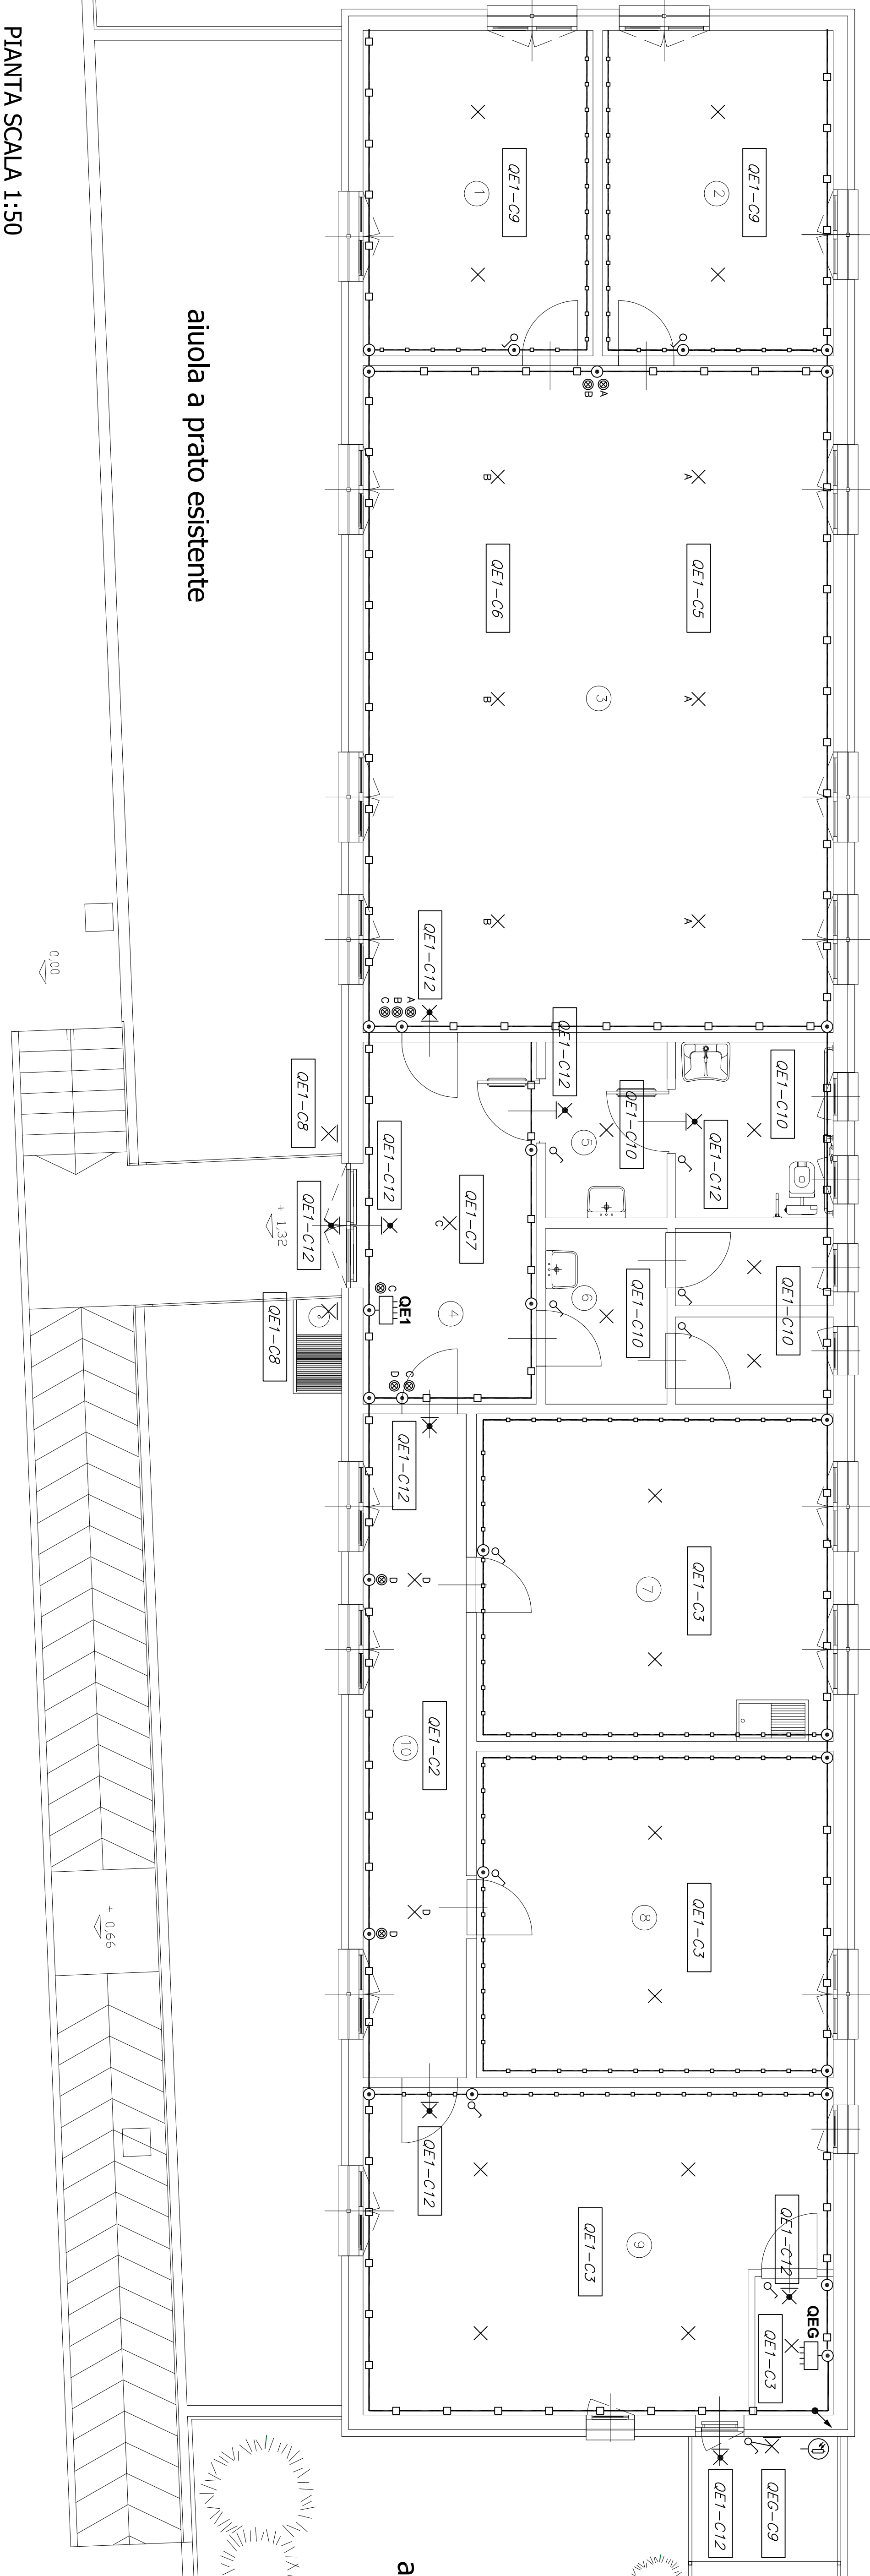 PIANTA SCALA 1:50
aiuola a prato esistente
QE1-C9
1
QE1-C9
2
A
B
B
A
QE1-C6
QE1-C5
3
B
A
B
A
QE1-C12
A
B
C
0,00
QE1-C8
QE1-C12
QE1-C12
+ 1,32
QE1-C12
QE1-C10
QE1-C10
QE1-C12
5
C
QE1-C7
C
QE1
4
6
QE1-C10
QE1-C10
QE1-C8
C
D
QE1-C12
D
D
7
QE1-C3
10
QE1-C2
D
D
8
QE1-C3
+ 0,66
QE1-C12
9
QE1-C3
QE1-C12
QEG
QE1-C3
QE1-C12
QEG-C9
a